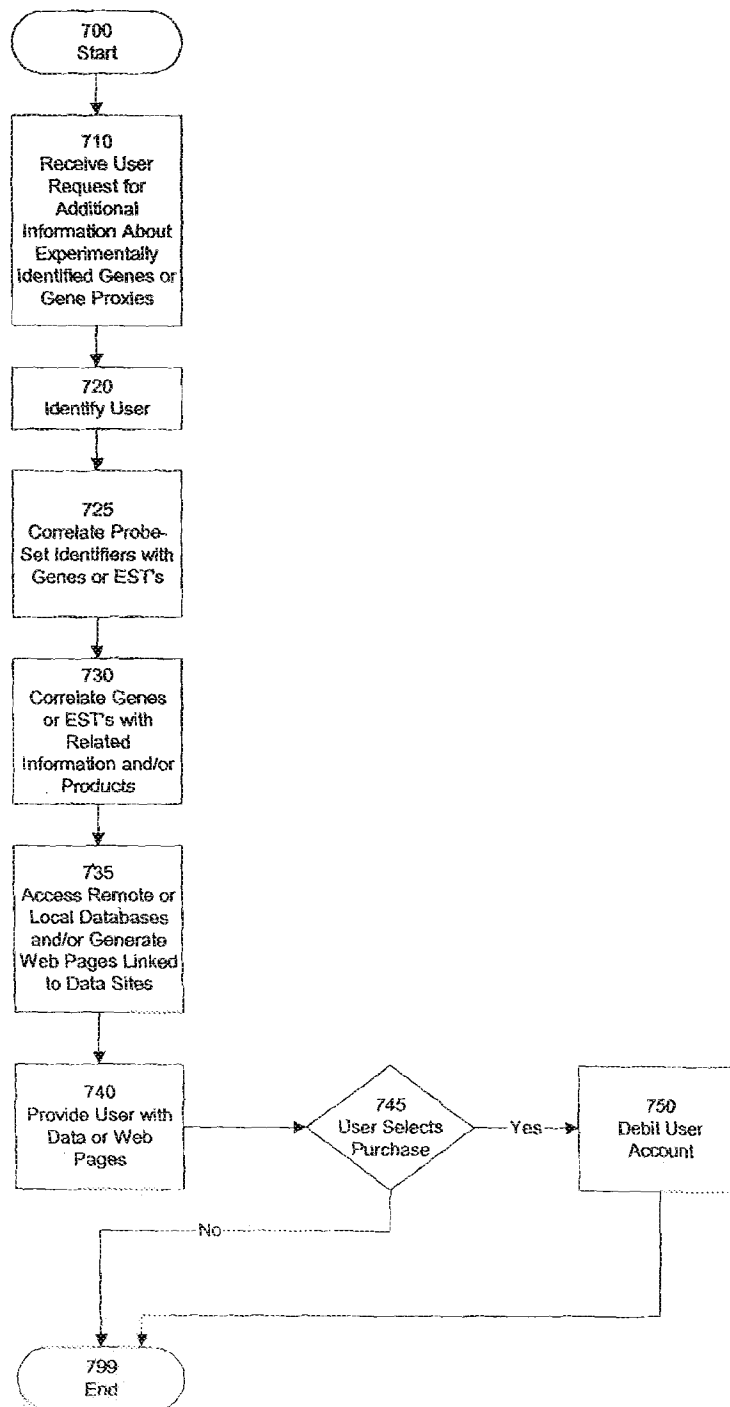 700
Start
710
Receive User
Request for
Additional
Information About
Experimentally
Identified Genes or
Gene Proxies
720
Identify User
725
Correlate Probe-
Set Identifiers with
Genes or EST's
730
Correlate Genes
or EST's with
Related
Information and/or
Products
735
Access Remote or
Local Databases
and/or Generate
Web Pages Linked
to Data Sites
740
Provide User with
Data or Web
Pages
745
User Selects
Purchase
Yes
750
Debit User
Account
No
799
End